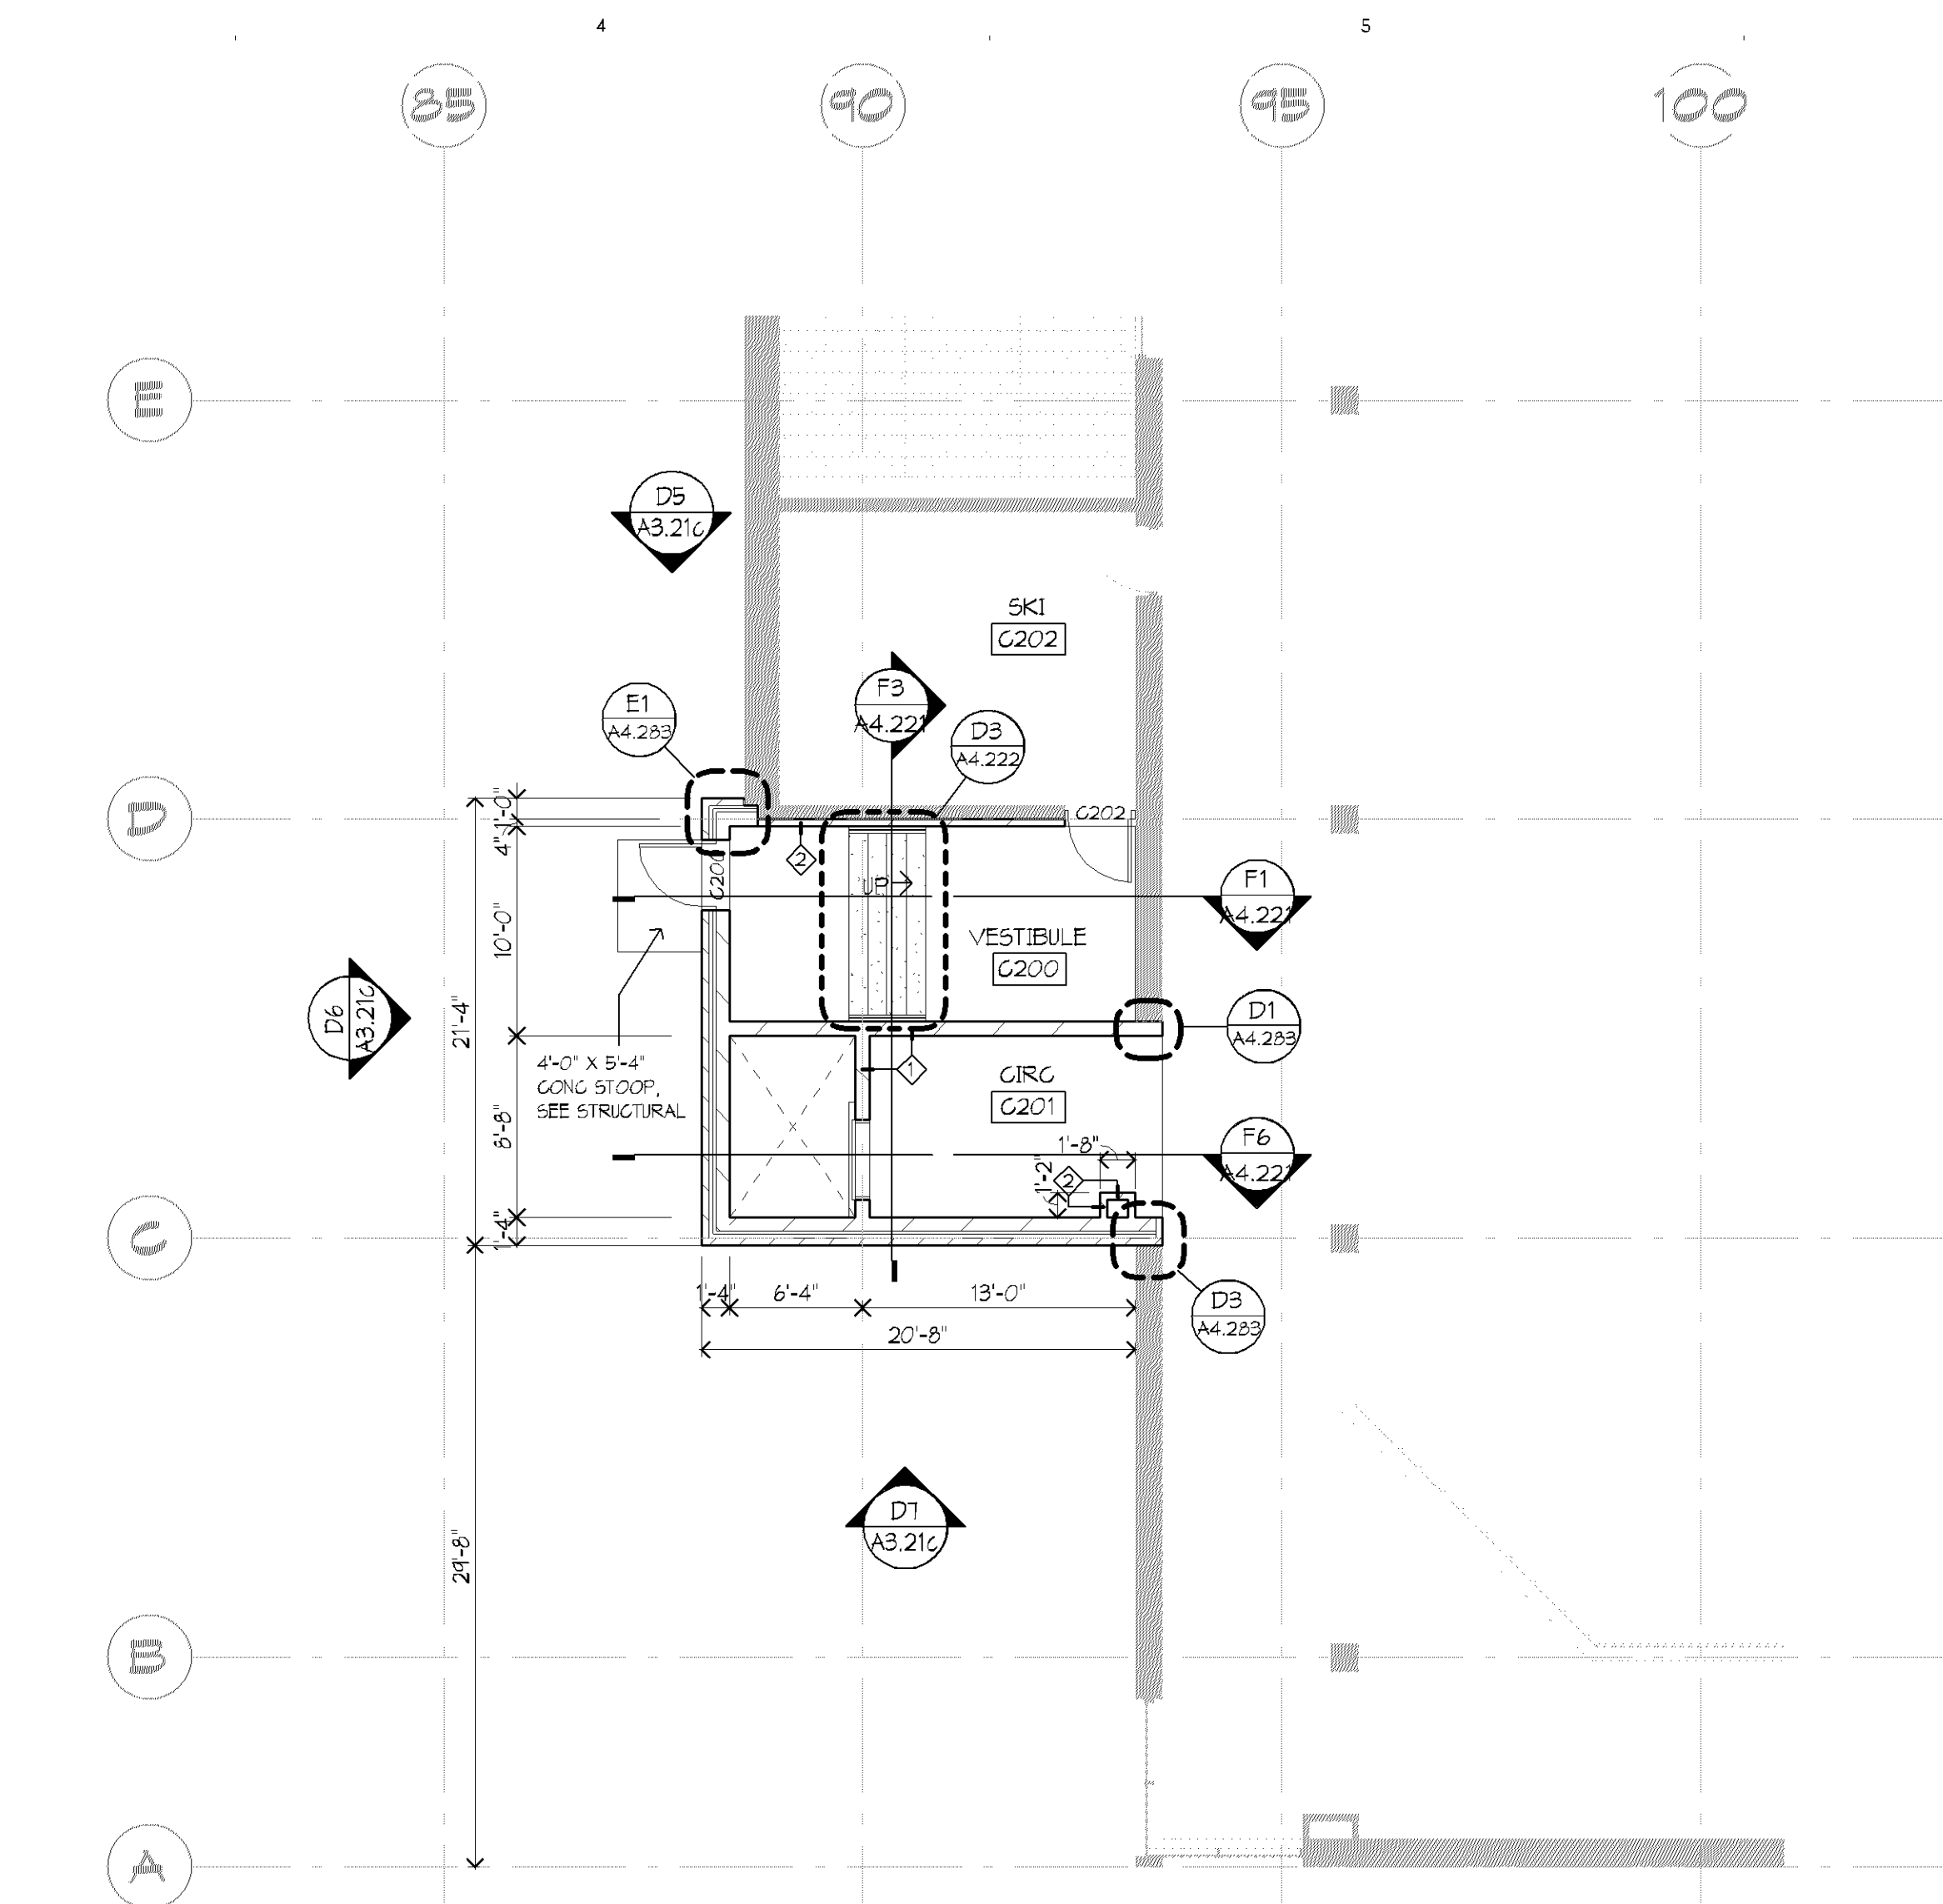 4
5
85
90
95
100
E
D5
A3.21c
SKI
C202
F3
A4.221
E1
A4.283
D3
A4.222
D
1'-0"
4"
C202
2
C200
UP
F1
A4.221
10'-0"
VESTIBULE
C200
D6
A3.21c
21'-4"
D1
A4.283
4'-0" X 5'-4"
CONC STOOP,
SEE STRUCTURAL
1
CIRC
C201
8'-8"
1'-8"
F6
A4.221
1'-2"
2
C
1'-4"
1'-4"
6'-4"
13'-0"
D3
A4.283
20'-8"
D7
A3.21c
29'-8"
B
A